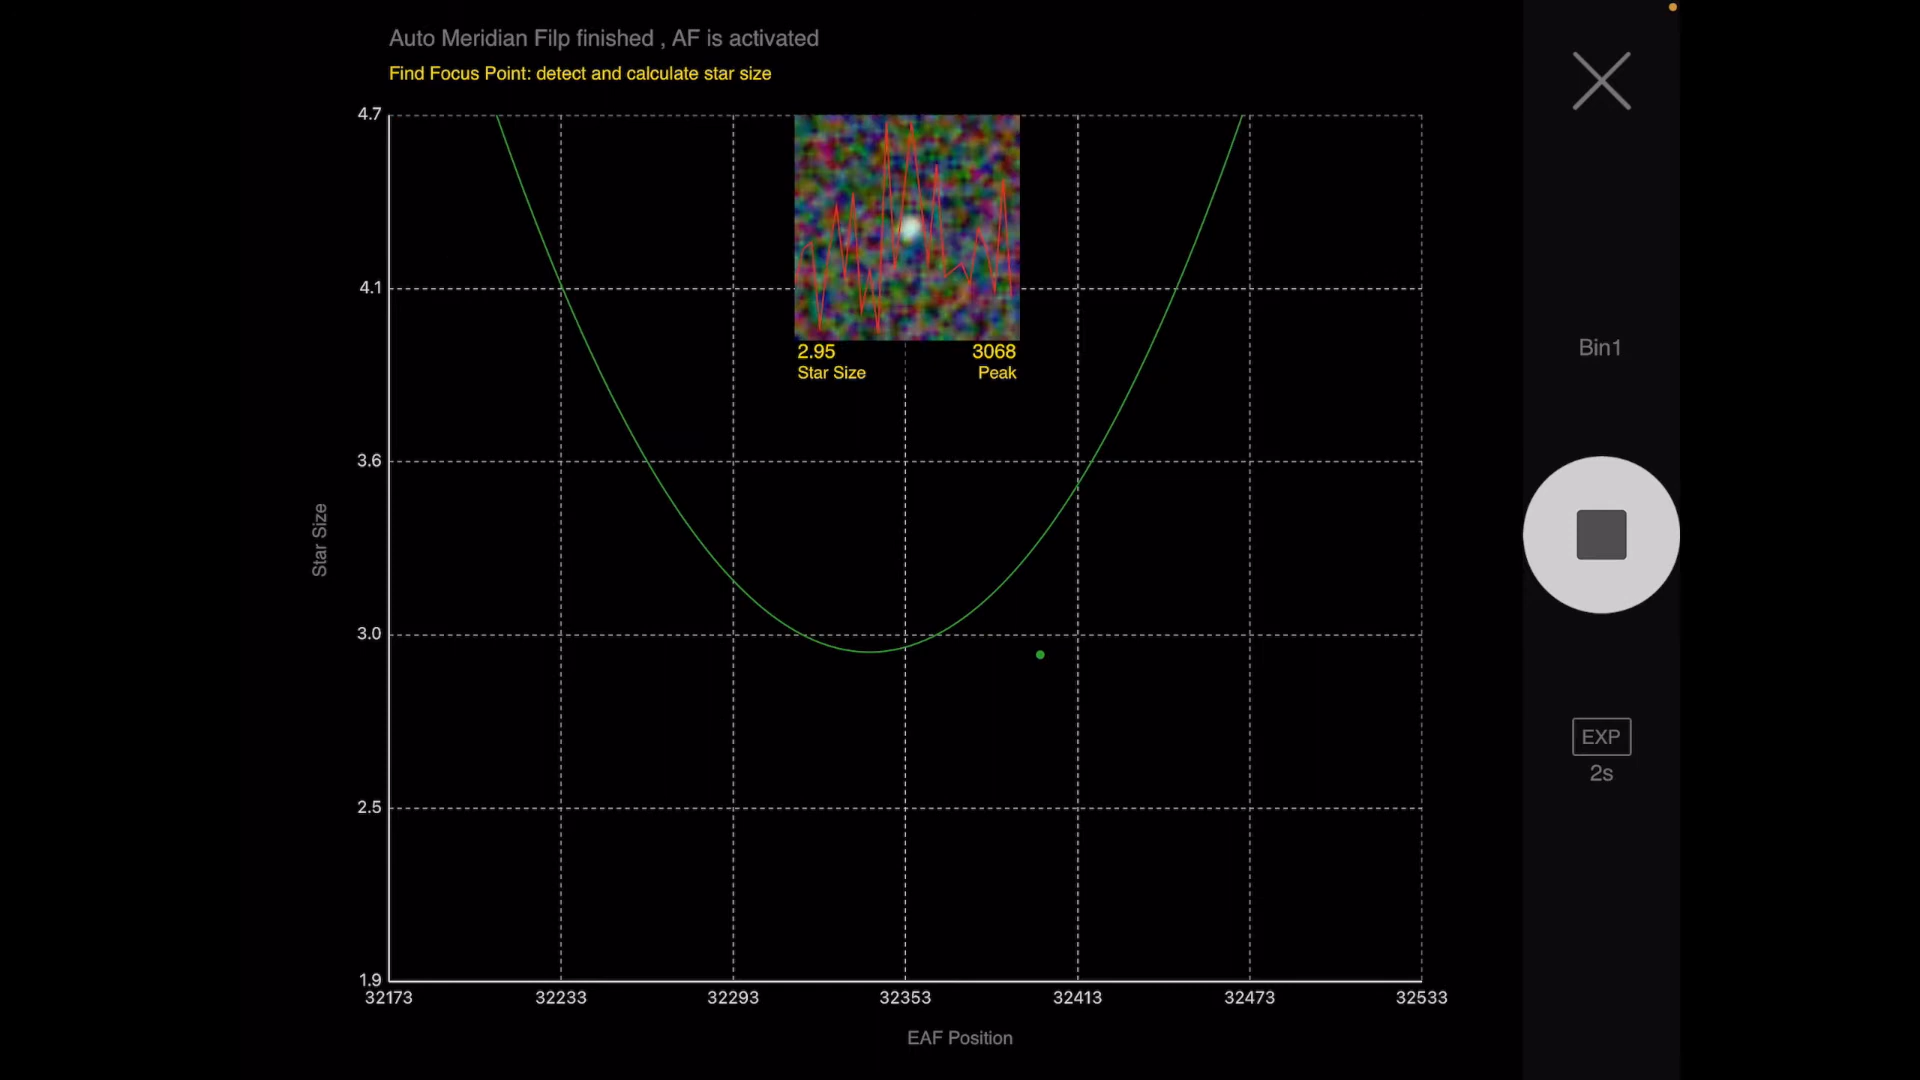 Auto Meridian Filp finished , AF is activated
Find Focus Point: detect and calculate star size
4.7
4.1
3.6
3.0
2.5
1.9
Star Size
2.95 3068
Star Size Peak
32173 32233 32293 32353 32413 32473 32533
EAF Position
Bin1
EXP
2s